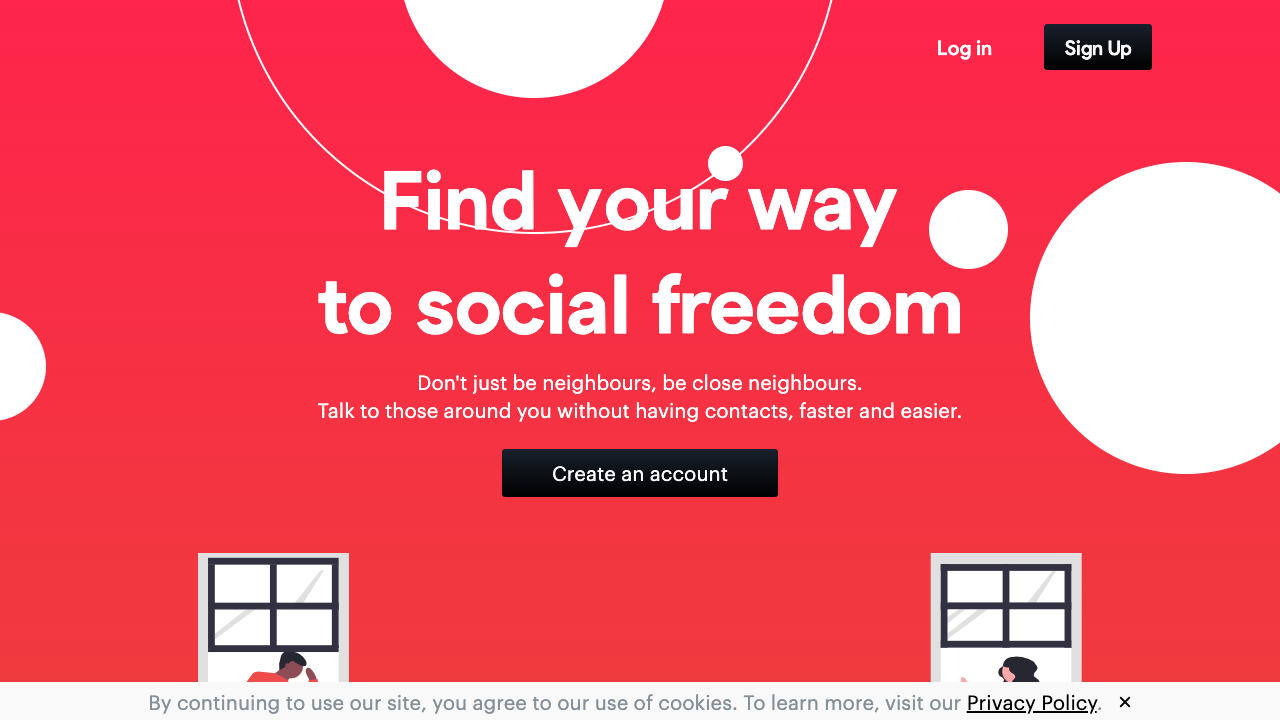 Log in
Sign Up
Find your way
to social freedom
Don't just be neighbours, be close neighbours.
Talk to those around you without having contacts, faster and easier.
Create an account
By continuing to use our site, you agree to our use of cookies. To learn more, visit our Privacy Policy. ✕